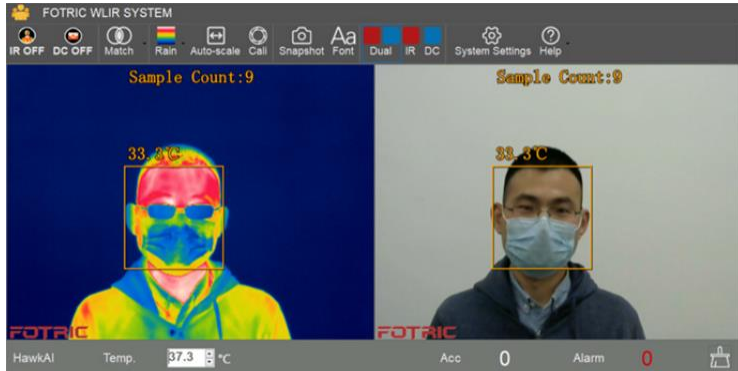 FOTRIC WLIR SYSTEM
IR OFF DC OFF Match Rain Auto-scale Cali Snapshot Aa Font Dual IR DC System Settings ? Help
Sample Count:9
Sample Count:9
33.3℃
33.3℃
FOTRIC
FOTRIC
HawkAI Temp. 37.3 ℃ Acc 0 Alarm 0